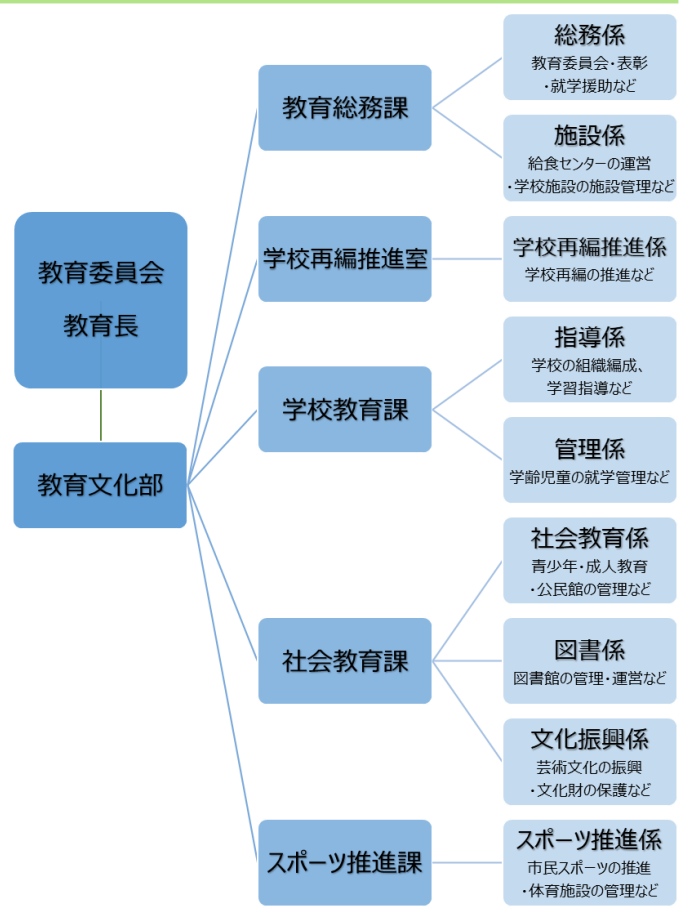 教育委員会
教育長
教育文化部
教育総務課
総務係
教育委員会・表彰
・就学援助など
施設係
給食センターの運営
・学校施設の施設管理など
学校再編推進室
学校再編推進係
学校再編の推進など
学校教育課
指導係
学校の組織編成、
学習指導など
管理係
学齢児童の就学管理など
社会教育課
社会教育係
青少年・成人教育
・公民館の管理など
図書係
図書館の管理・運営など
文化振興係
芸術文化の振興
・文化財の保護など
スポーツ推進課
スポーツ推進係
市民スポーツの推進
・体育施設の管理など